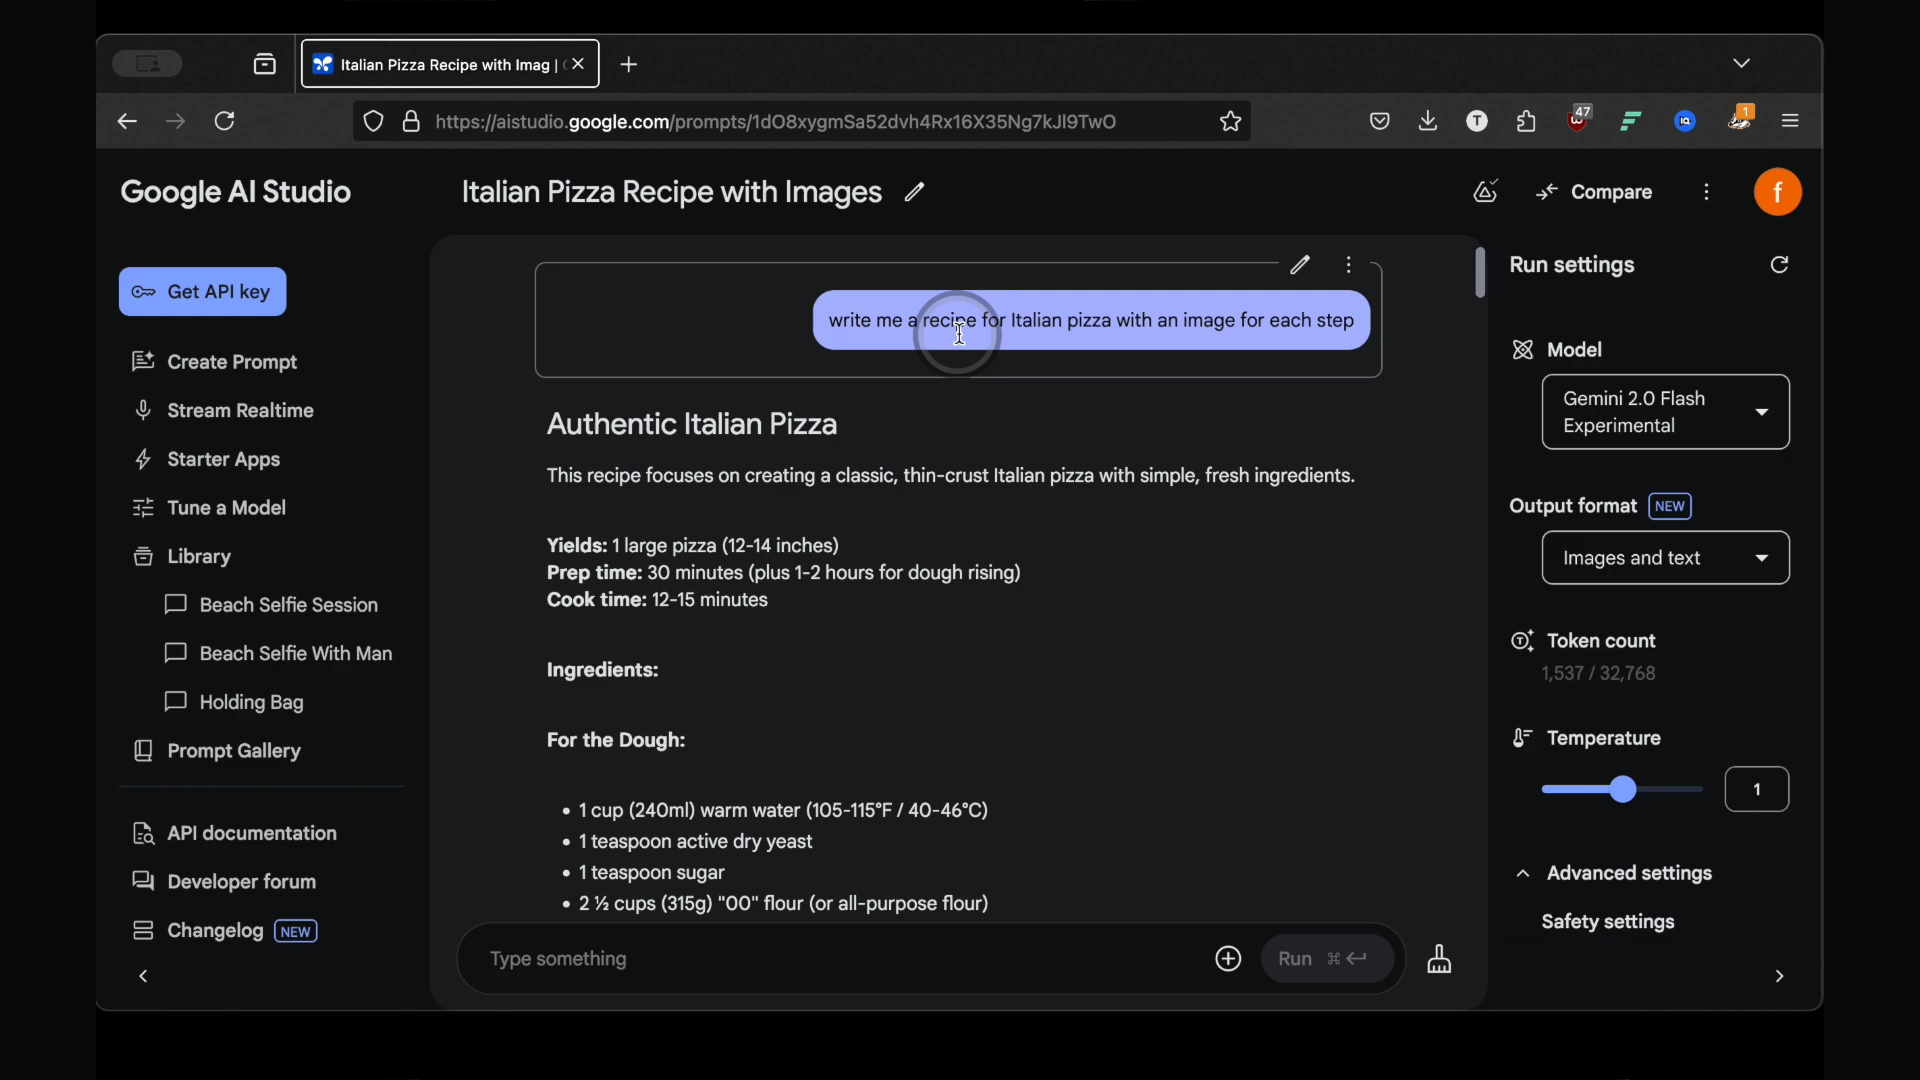 Italian Pizza Recipe with Imag |
https://aistudio.google.com/prompts/1dO8xygmSa52dvh4Rx16X35Ng7kJl9TwO
T
47
IQ
1
Google AI Studio
Italian Pizza Recipe with Images
Compare
f
Get API key
Create Prompt
Stream Realtime
Starter Apps
Tune a Model
Library
Beach Selfie Session
Beach Selfie With Man
Holding Bag
Prompt Gallery
API documentation
Developer forum
Changelog NEW
write me a recipe for Italian pizza with an image for each step
Authentic Italian Pizza
This recipe focuses on creating a classic, thin-crust Italian pizza with simple, fresh ingredients.
Yields: 1 large pizza (12-14 inches)
Prep time: 30 minutes (plus 1-2 hours for dough rising)
Cook time: 12-15 minutes
Ingredients:
For the Dough:
• 1 cup (240ml) warm water (105-115°F / 40-46°C)
• 1 teaspoon active dry yeast
• 1 teaspoon sugar
• 2 ½ cups (315g) "00" flour (or all-purpose flour)
Type something
Run ⌘ ↵
Run settings
Model
Gemini 2.0 Flash
Experimental
Output format NEW
Images and text
Token count
1,537 / 32,768
Temperature
1
Advanced settings
Safety settings